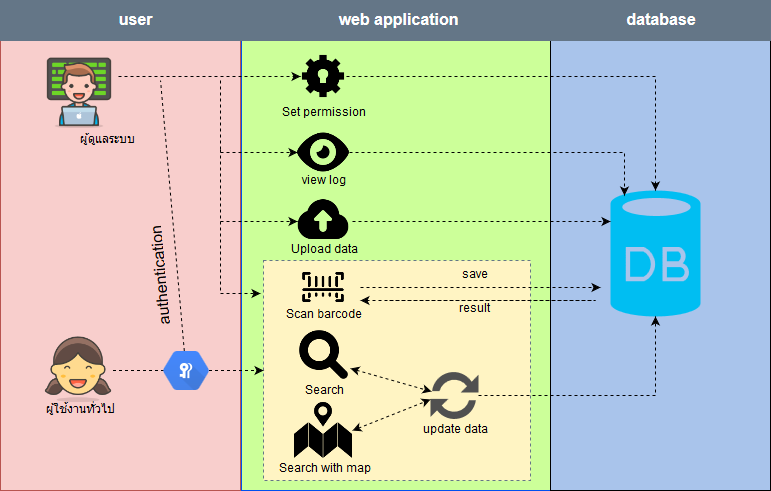 user
web application
database
ผู้ดูแลระบบ
Set permission
view log
Upload data
authentication
DB
save
result
Scan barcode
Search
ผู้ใช้งานทั่วไป
update data
Search with map